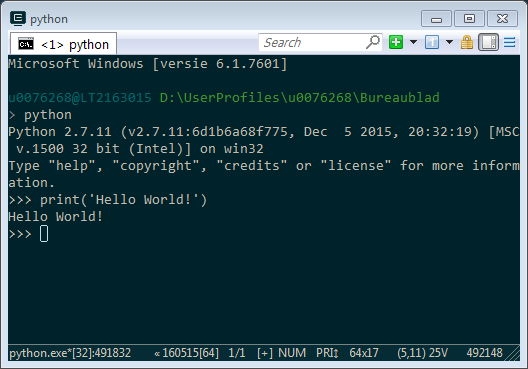 python
<1> python
Search
Microsoft Windows [versie 6.1.7601]
u0076268@LT2163015 D:\UserProfiles\u0076268\Bureaublad
> python
Python 2.7.11 (v2.7.11:6d1b6a68f775, Dec  5 2015, 20:32:19) [MSC
 v.1500 32 bit (Intel)] on win32
Type "help", "copyright", "credits" or "license" for more inform
ation.
>>> print('Hello World!')
Hello World!
>>>
python.exe*[32]:491832 «160515[64] 1/1 [+] NUM PRI↕ 64x17 (5,11) 25V 492148